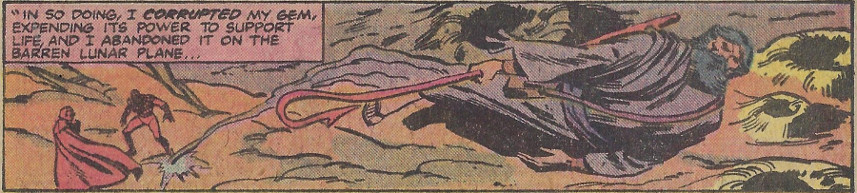 "IN SO DOING, I CORRUPTED MY GEM,
EXPENDING ITS POWER TO SUPPORT
LIFE, AND I ABANDONED IT ON THE
BARREN LUNAR PLANE...